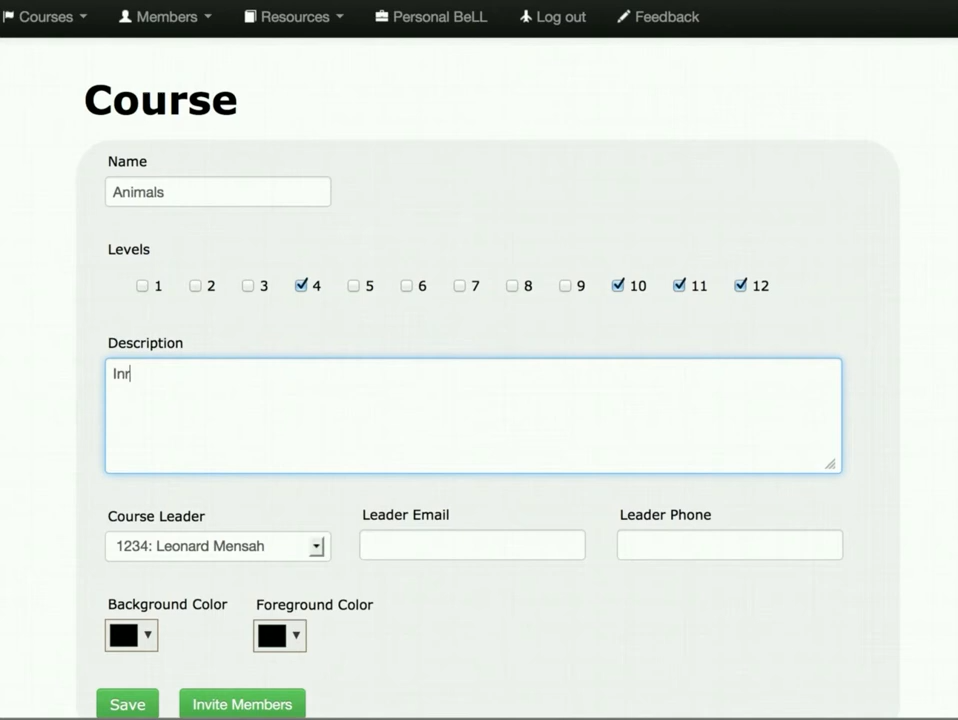 Courses Members Resources Personal BeLL Log out Feedback
Course
Name
Animals
Levels
1 2 3 4 5 6 7 8 9 10 11 12
Description
Inr
Course Leader Leader Email Leader Phone
1234: Leonard Mensah
Background Color Foreground Color
Save Invite Members